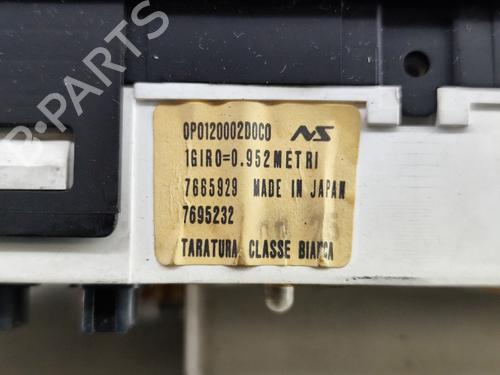 B-PARTS
0P0120002D0C0 NS
1GIRO=0.952METRI
7665929 MADE IN JAPAN
7695232
TARATURA CLASSE BIANCA